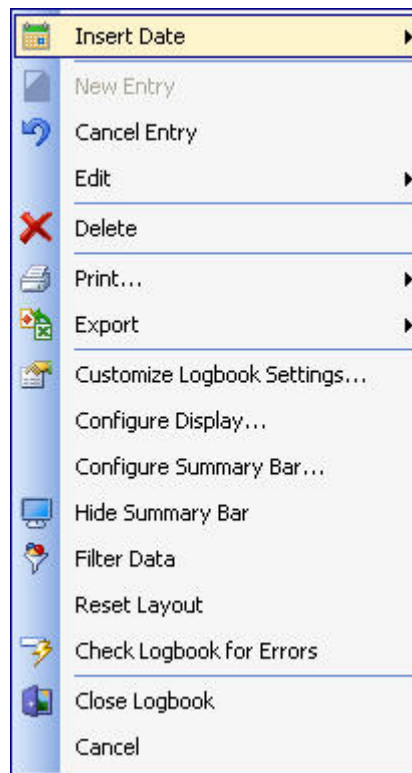 Insert Date
New Entry
Cancel Entry
Edit
Delete
Print...
Export
Customize Logbook Settings...
Configure Display...
Configure Summary Bar...
Hide Summary Bar
Filter Data
Reset Layout
Check Logbook for Errors
Close Logbook
Cancel